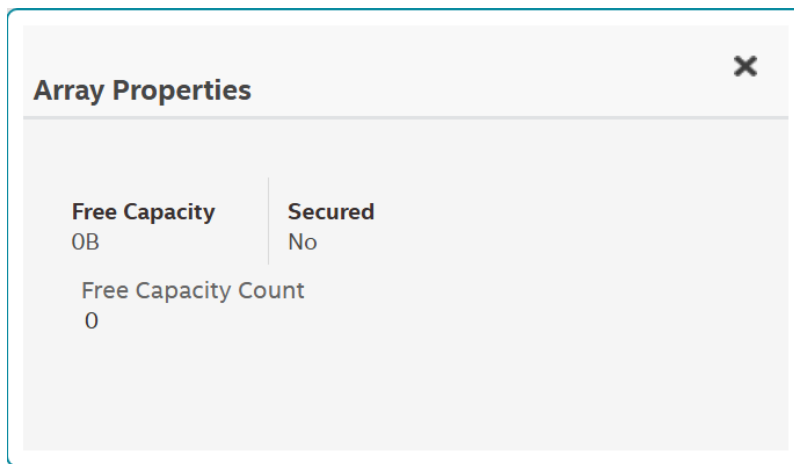 Array Properties
Free Capacity Secured
0B No
Free Capacity Count
0